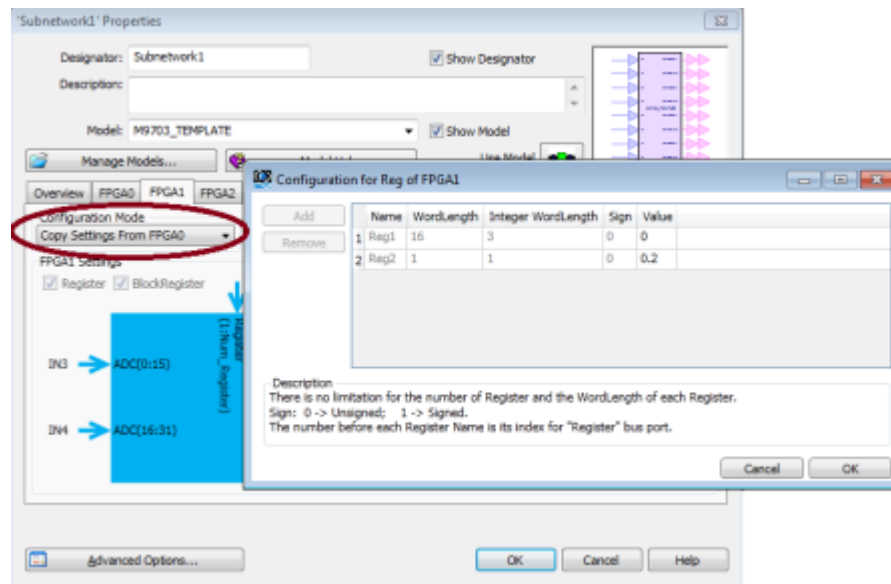 'Subnetwork1' Properties
Designator: Subnetwork1
Show Designator
Description:
Model: M9703_TEMPLATE
Show Model
Manage Models...
Use Model
Overview FPGA0 FPGA1 FPGA2
Configuration Mode
Copy Settings From FPGA0
FPGA1 Settings
Register BlockRegister
Register
(1:Num_Register)
IN3 ADC(0:15)
IN4 ADC(16:31)
Configuration for Reg of FPGA1
Add
Remove
Name WordLength Integer WordLength Sign Value
1 Reg1 16 3 0 0
2 Reg2 1 1 0 0.2
Description
There is no limitation for the number of Register and the WordLength of each Register.
Sign: 0 -> Unsigned; 1 -> Signed.
The number before each Register Name is its index for "Register" bus port.
Cancel OK
Advanced Options...
OK Cancel Help